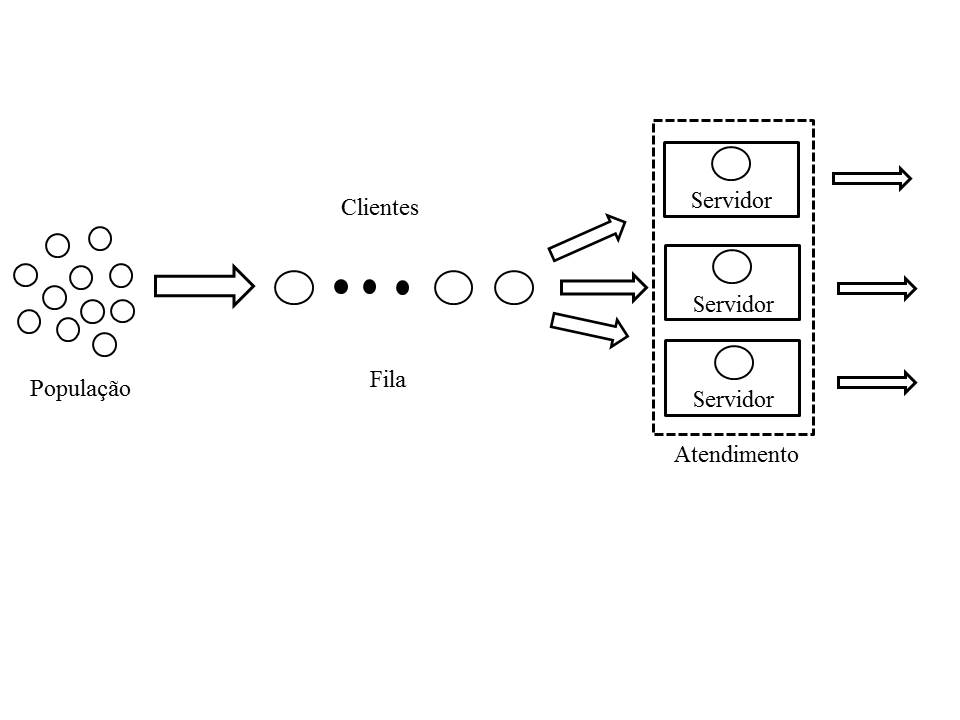 Clientes
População
Fila
Servidor
Servidor
Servidor
Atendimento